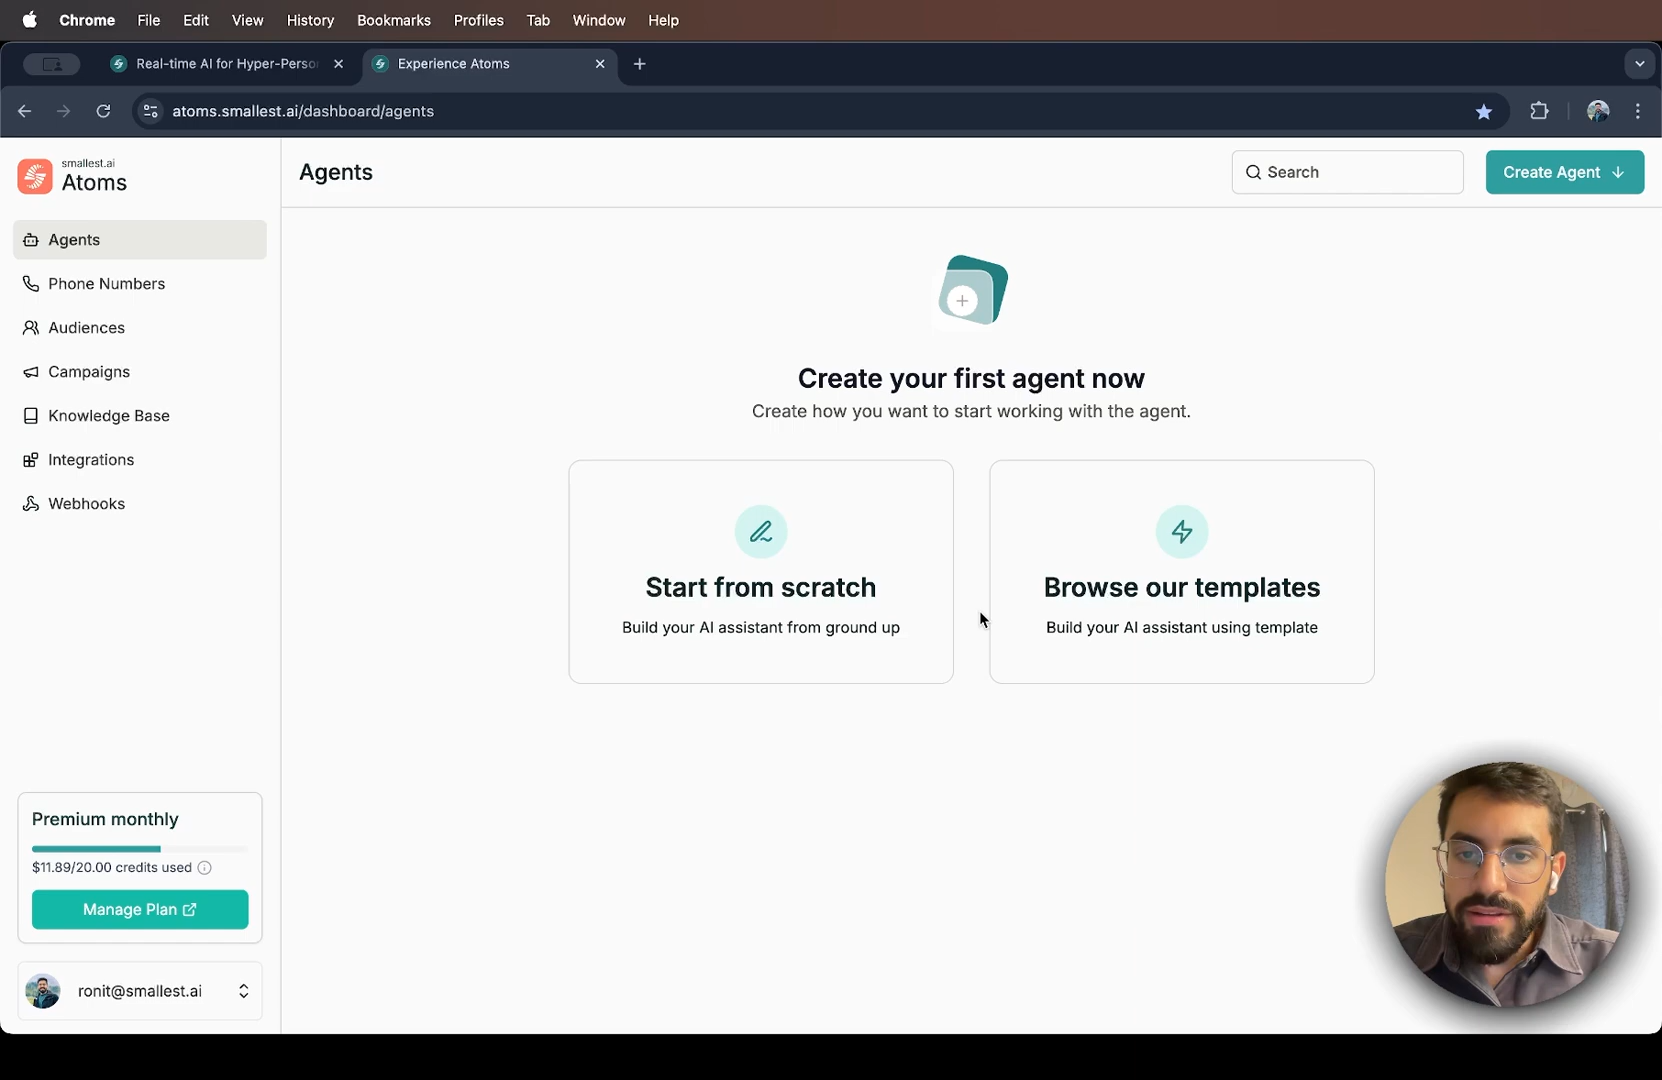 Chrome File Edit View History Bookmarks Profiles Tab Window Help
Real-time AI for Hyper-Perso
Experience Atoms
atoms.smallest.ai/dashboard/agents
smallest.ai
Atoms
Agents
Search
Create Agent
Agents
Phone Numbers
Audiences
Campaigns
Knowledge Base
Integrations
Webhooks
Create your first agent now
Create how you want to start working with the agent.
Start from scratch
Build your AI assistant from ground up
Browse our templates
Build your AI assistant using template
Premium monthly
$11.89/20.00 credits used
Manage Plan
ronit@smallest.ai